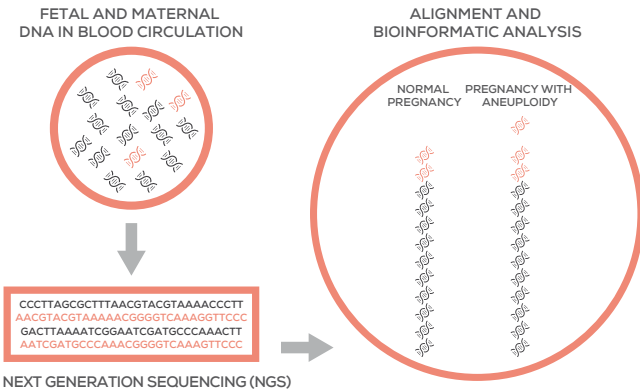 FETAL AND MATERNAL
DNA IN BLOOD CIRCULATION
CCCTTAGCGCTTTAACGTACGTAAAACCCTT
AACGTACGTAAAAACGGGGTCAAAGGTTCCC
GACTTAAAATCGGAATCGATGCCCAAACTT
AATCGATGCCCAAACGGGGTCAAAGTTCCC
NEXT GENERATION SEQUENCING (NGS)
ALIGNMENT AND
BIOINFORMATIC ANALYSIS
NORMAL
PREGNANCY
PREGNANCY WITH
ANEUPLOIDY